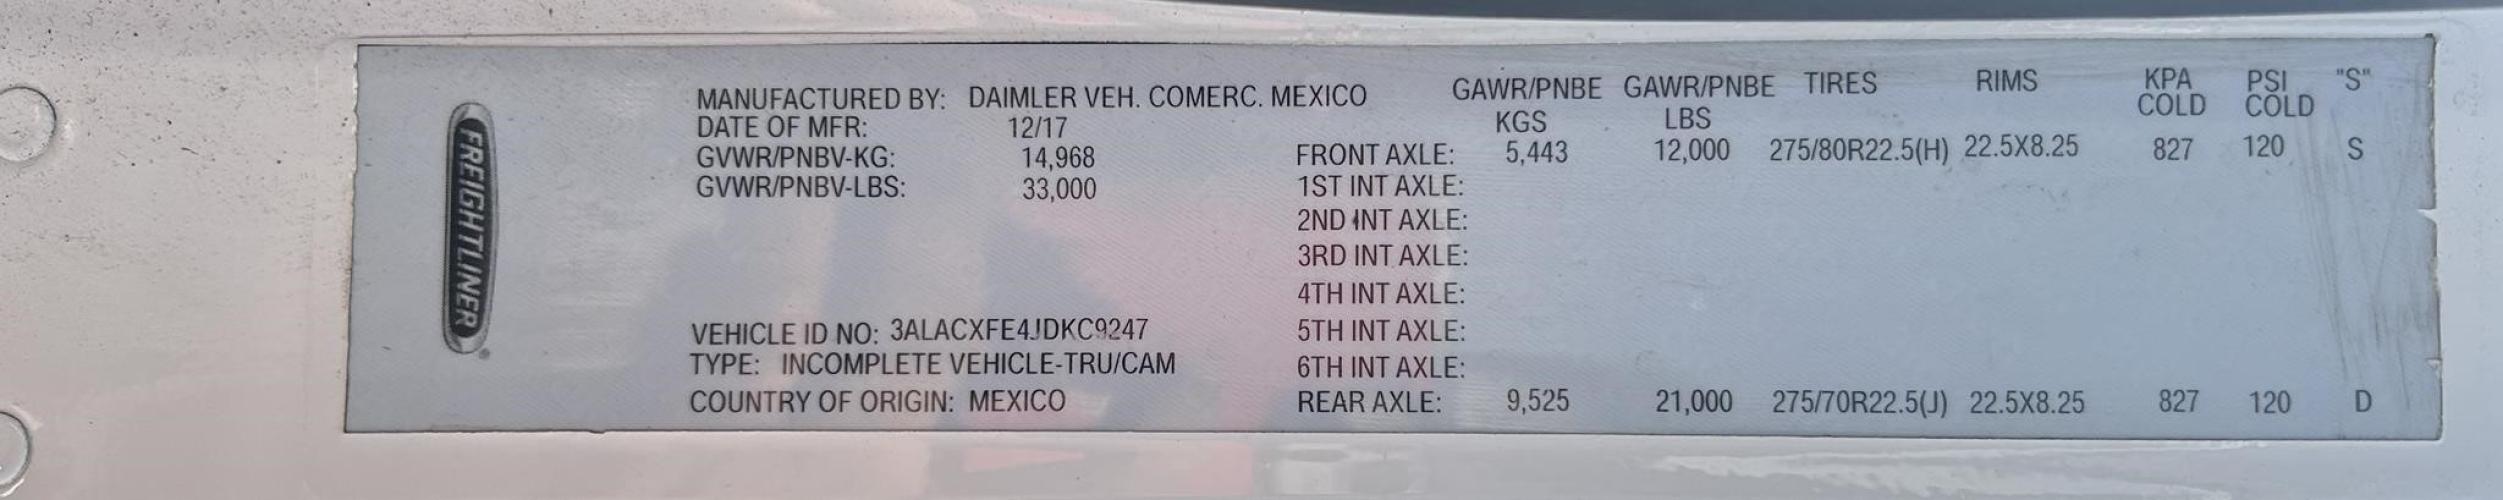 FREIGHTLINER
MANUFACTURED BY: DAIMLER VEH. COMERC. MEXICO
DATE OF MFR: 12/17
GVWR/PNBV-KG: 14,968
GVWR/PNBV-LBS: 33,000
VEHICLE ID NO: 3ALACXFE4JDKC9247
TYPE: INCOMPLETE VEHICLE-TRU/CAM
COUNTRY OF ORIGIN: MEXICO
GAWR/PNBE GAWR/PNBE TIRES RIMS KPA PSI "S"
KGS LBS COLD COLD
FRONT AXLE: 5,443 12,000 275/80R22.5(H) 22.5X8.25 827 120 S
1ST INT AXLE:
2ND INT AXLE:
3RD INT AXLE:
4TH INT AXLE:
5TH INT AXLE:
6TH INT AXLE:
REAR AXLE: 9,525 21,000 275/70R22.5(J) 22.5X8.25 827 120 D